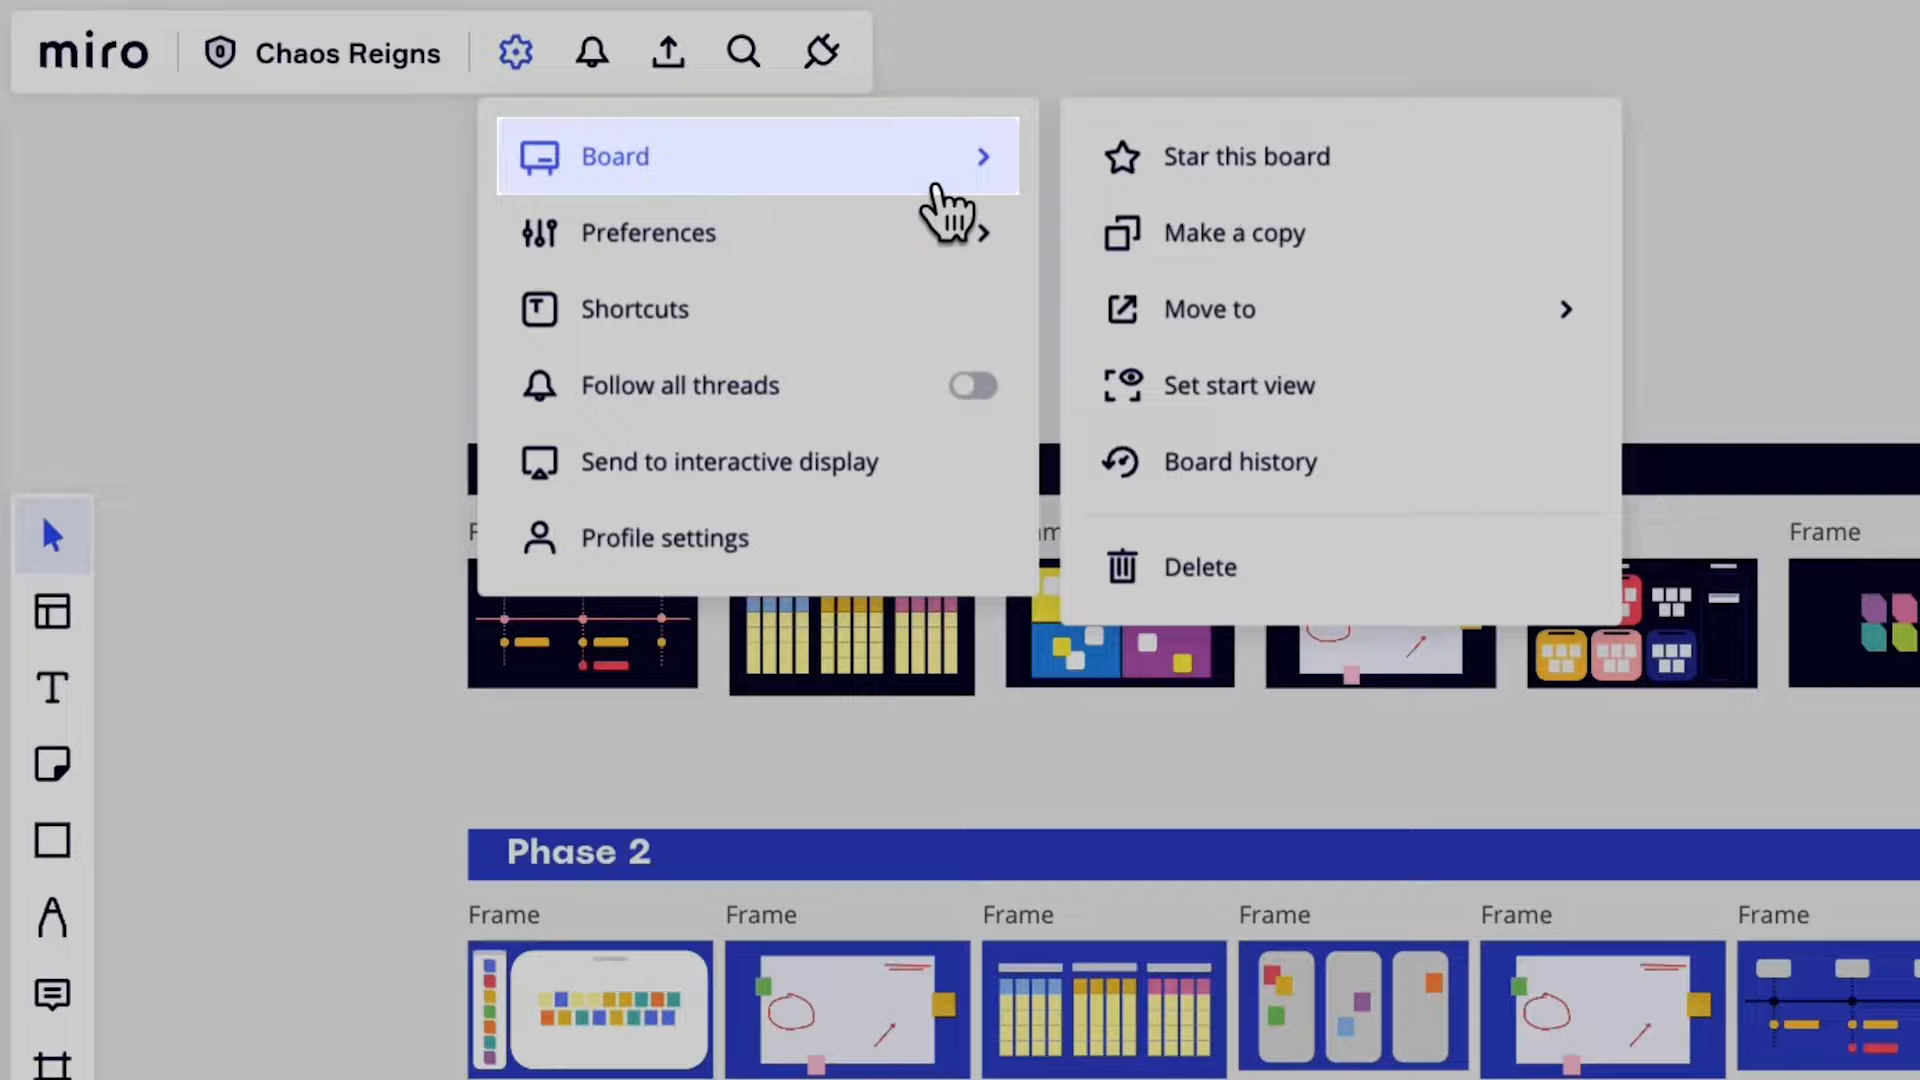 miro
Chaos Reigns
Board
Preferences
Shortcuts
Follow all threads
Send to interactive display
Profile settings
Star this board
Make a copy
Move to
Set start view
Board history
Delete
Frame
Phase 2
Frame Frame Frame Frame Frame Frame